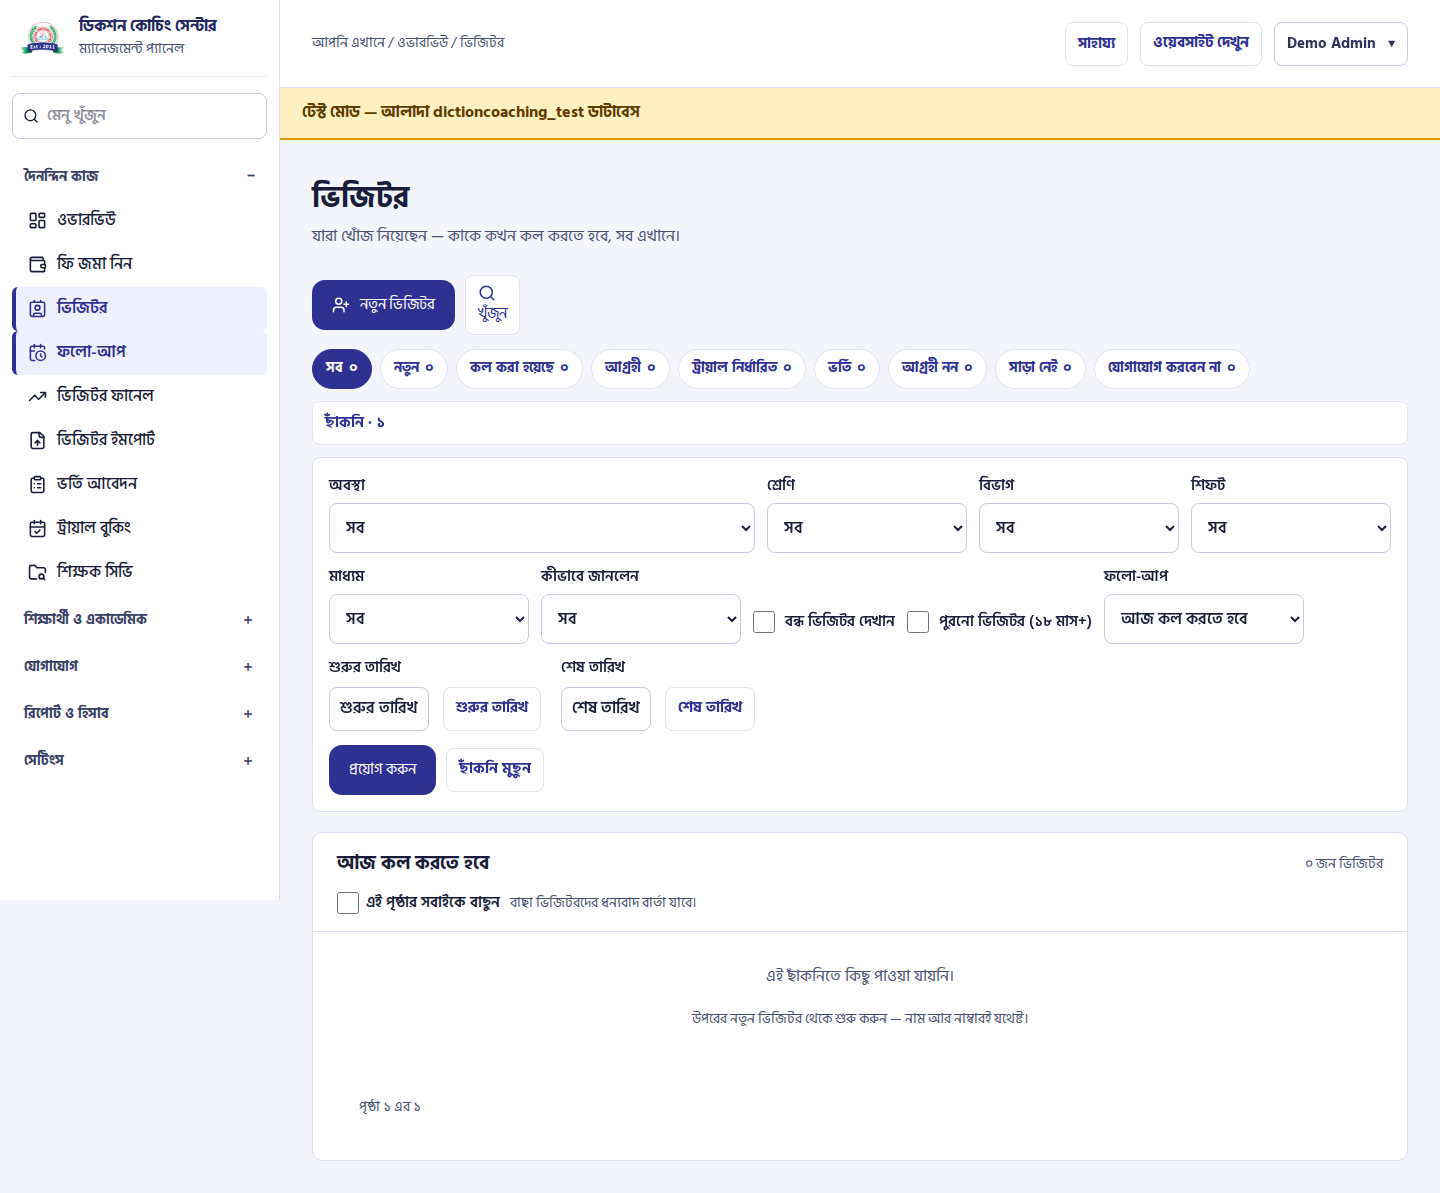 ডিকশন কোচিং সেন্টার
ম্যানেজমেন্ট প্যানেল
Est : 2011
মেনু খুঁজুন
দৈনন্দিন কাজ −
ওভারভিউ
ফি জমা নিন
ভিজিটর
ফলো-আপ
ভিজিটর ফানেল
ভিজিটর ইমপোর্ট
ভর্তি আবেদন
ট্রায়াল বুকিং
শিক্ষক সিভি
শিক্ষার্থী ও একাডেমিক +
যোগাযোগ +
রিপোর্ট ও হিসাব +
সেটিংস +
আপনি এখানে / ওভারভিউ / ভিজিটর
সাহায্য
ওয়েবসাইট দেখুন
Demo Admin ▾
টেস্ট মোড — আলাদা dictioncoaching_test ডাটাবেস
ভিজিটর
যারা খোঁজ নিয়েছেন — কাকে কখন কল করতে হবে, সব এখানে।
নতুন ভিজিটর
খুঁজুন
সব ০ নতুন ০ কল করা হয়েছে ০ আগ্রহী ০ ট্রায়াল নির্ধারিত ০ ভর্তি ০ আগ্রহী নন ০ সাড়া নেই ০ যোগাযোগ করবেন না ০
ছাঁকনি · ১
অবস্থা শ্রেণি বিভাগ শিফট
সব সব সব সব
মাধ্যম কীভাবে জানলেন ফলো-আপ
সব সব বন্ধ ভিজিটর দেখান পুরনো ভিজিটর (১৮ মাস+) আজ কল করতে হবে
শুরুর তারিখ শেষ তারিখ
শুরুর তারিখ শুরুর তারিখ শেষ তারিখ শেষ তারিখ
প্রয়োগ করুন ছাঁকনি মুছুন
আজ কল করতে হবে ০ জন ভিজিটর
এই পৃষ্ঠার সবাইকে বাছুন বাছা ভিজিটরদের ধন্যবাদ বার্তা যাবে।
এই ছাঁকনিতে কিছু পাওয়া যায়নি।
উপরের নতুন ভিজিটর থেকে শুরু করুন — নাম আর নাম্বারই যথেষ্ট।
পৃষ্ঠা ১ এর ১